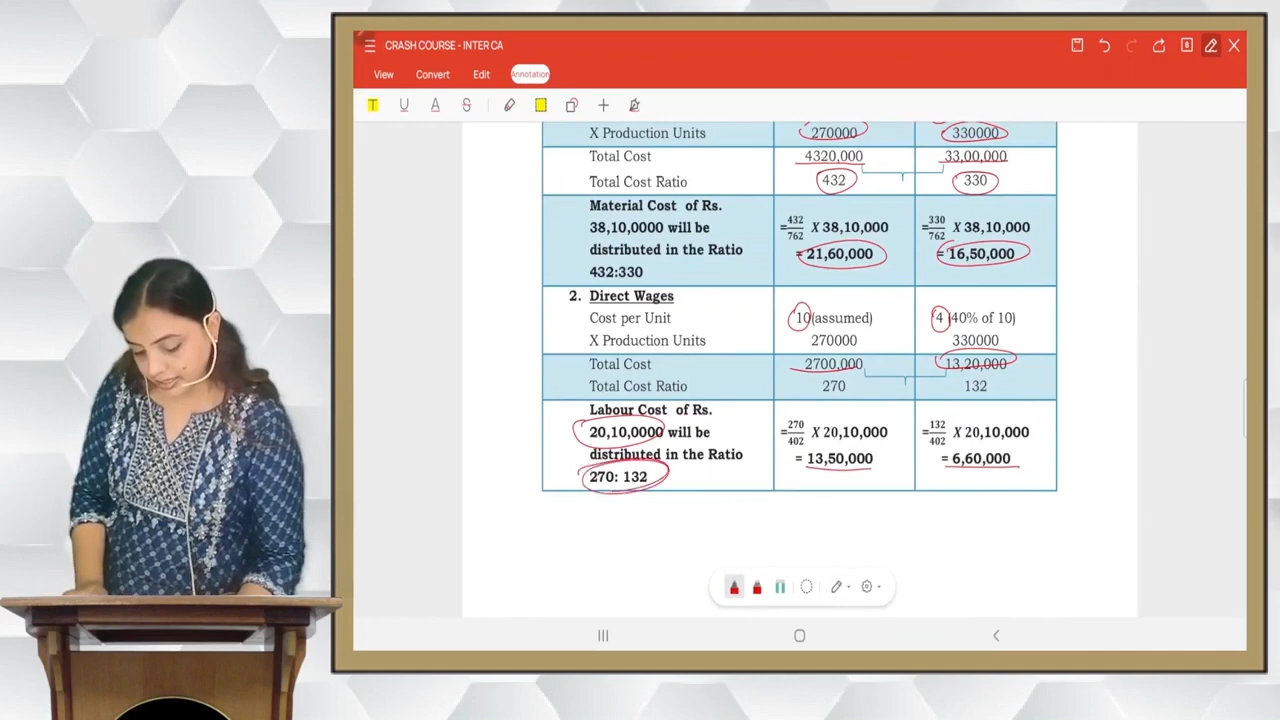 CRASH COURSE - INTER CA
View Convert Edit Annotation
T U A S
X Production Units 270000 330000
Total Cost 4320,000 33,00,000
Total Cost Ratio 432 330
Material Cost of Rs.
38,10,0000 will be
distributed in the Ratio
432:330
=432/762 X 38,10,000
= 21,60,000
=330/762 X 38,10,000
= 16,50,000
2. Direct Wages
Cost per Unit 10(assumed) 4 (40% of 10)
X Production Units 270000 330000
Total Cost 2700,000 13,20,000
Total Cost Ratio 270 132
Labour Cost of Rs.
20,10,0000 will be
distributed in the Ratio
270: 132
=270/402 X 20,10,000
= 13,50,000
=132/402 X 20,10,000
= 6,60,000